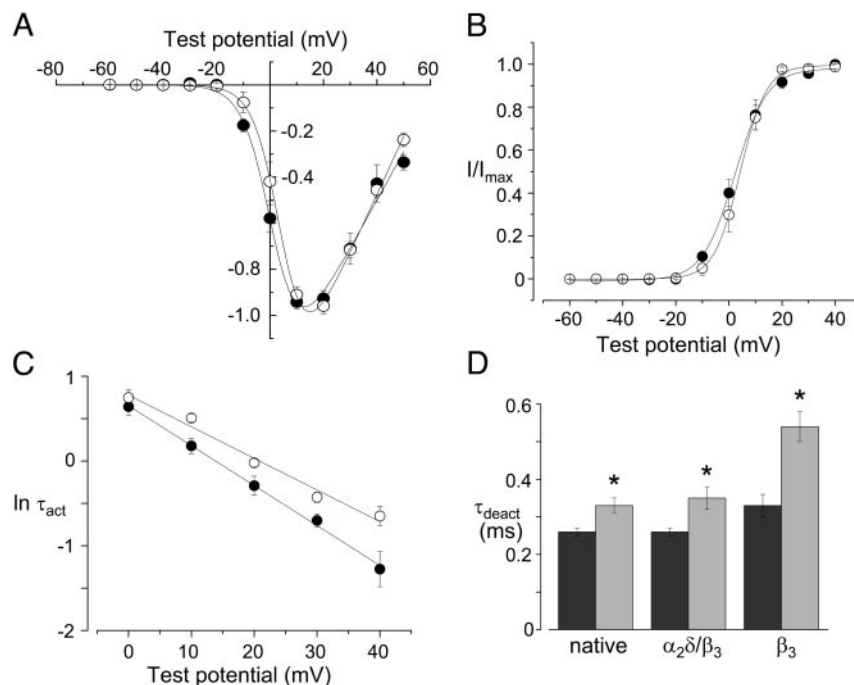 A
Test potential (mV)
-80 -60 -40 -20 20 40 60
-0.2
-0.4
-0.6
-0.8
-1.0
B
1.0
0.8
I/Imax
0.6
0.4
0.2
0
-60 -40 -20 0 20 40
Test potential (mV)
C
1
0
ln τact
-1
-2
0 10 20 30 40
Test potential (mV)
D
0.6
*
* *
0.4
τdeact
(ms)
0.2
0
native α2δ/β3 β3